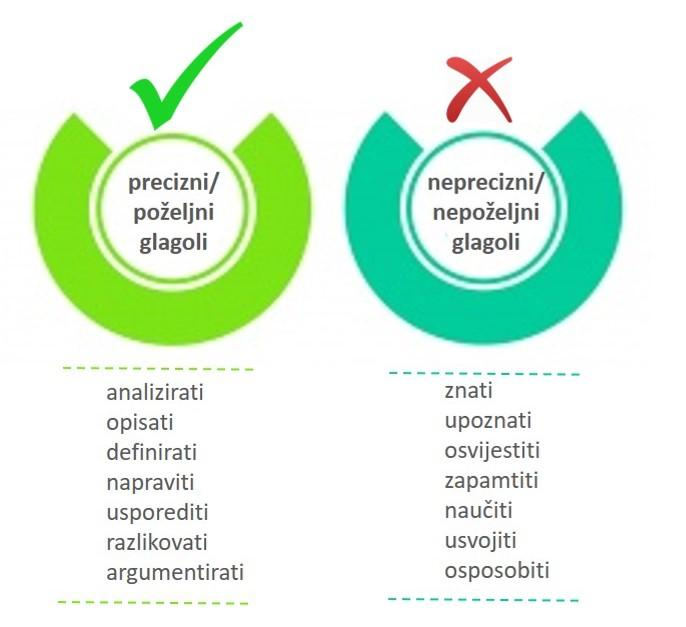 precizni/
poželjni
glagoli
neprecizni/
nepoželjni
glagoli
analizirati
opisati
definirati
napraviti
usporediti
razlikovati
argumentirati
znati
upoznati
osvijestiti
zapamtiti
naučiti
usvojiti
osposobiti